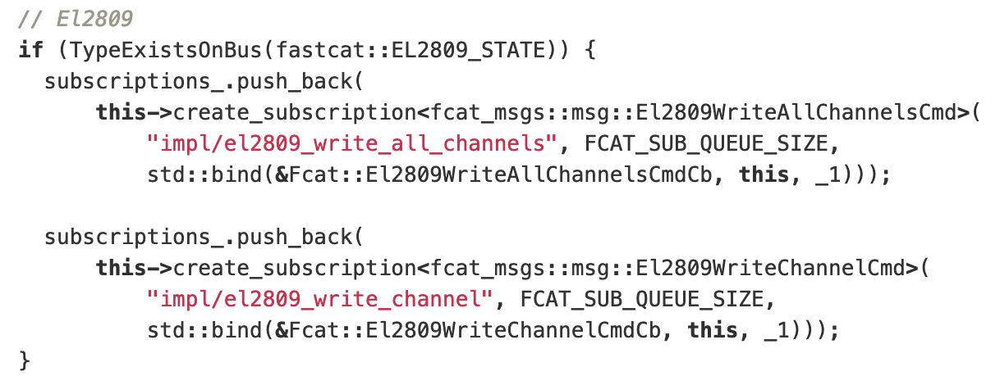 // El2809
if (TypeExistsOnBus(fastcat::EL2809_STATE)) {
  subscriptions_.push_back(
      this->create_subscription<fcat_msgs::msg::El2809WriteAllChannelsCmd>(
          "impl/el2809_write_all_channels", FCAT_SUB_QUEUE_SIZE,
          std::bind(&Fcat::El2809WriteAllChannelsCmdCb, this, _1)));

  subscriptions_.push_back(
      this->create_subscription<fcat_msgs::msg::El2809WriteChannelCmd>(
          "impl/el2809_write_channel", FCAT_SUB_QUEUE_SIZE,
          std::bind(&Fcat::El2809WriteChannelCmdCb, this, _1)));
}